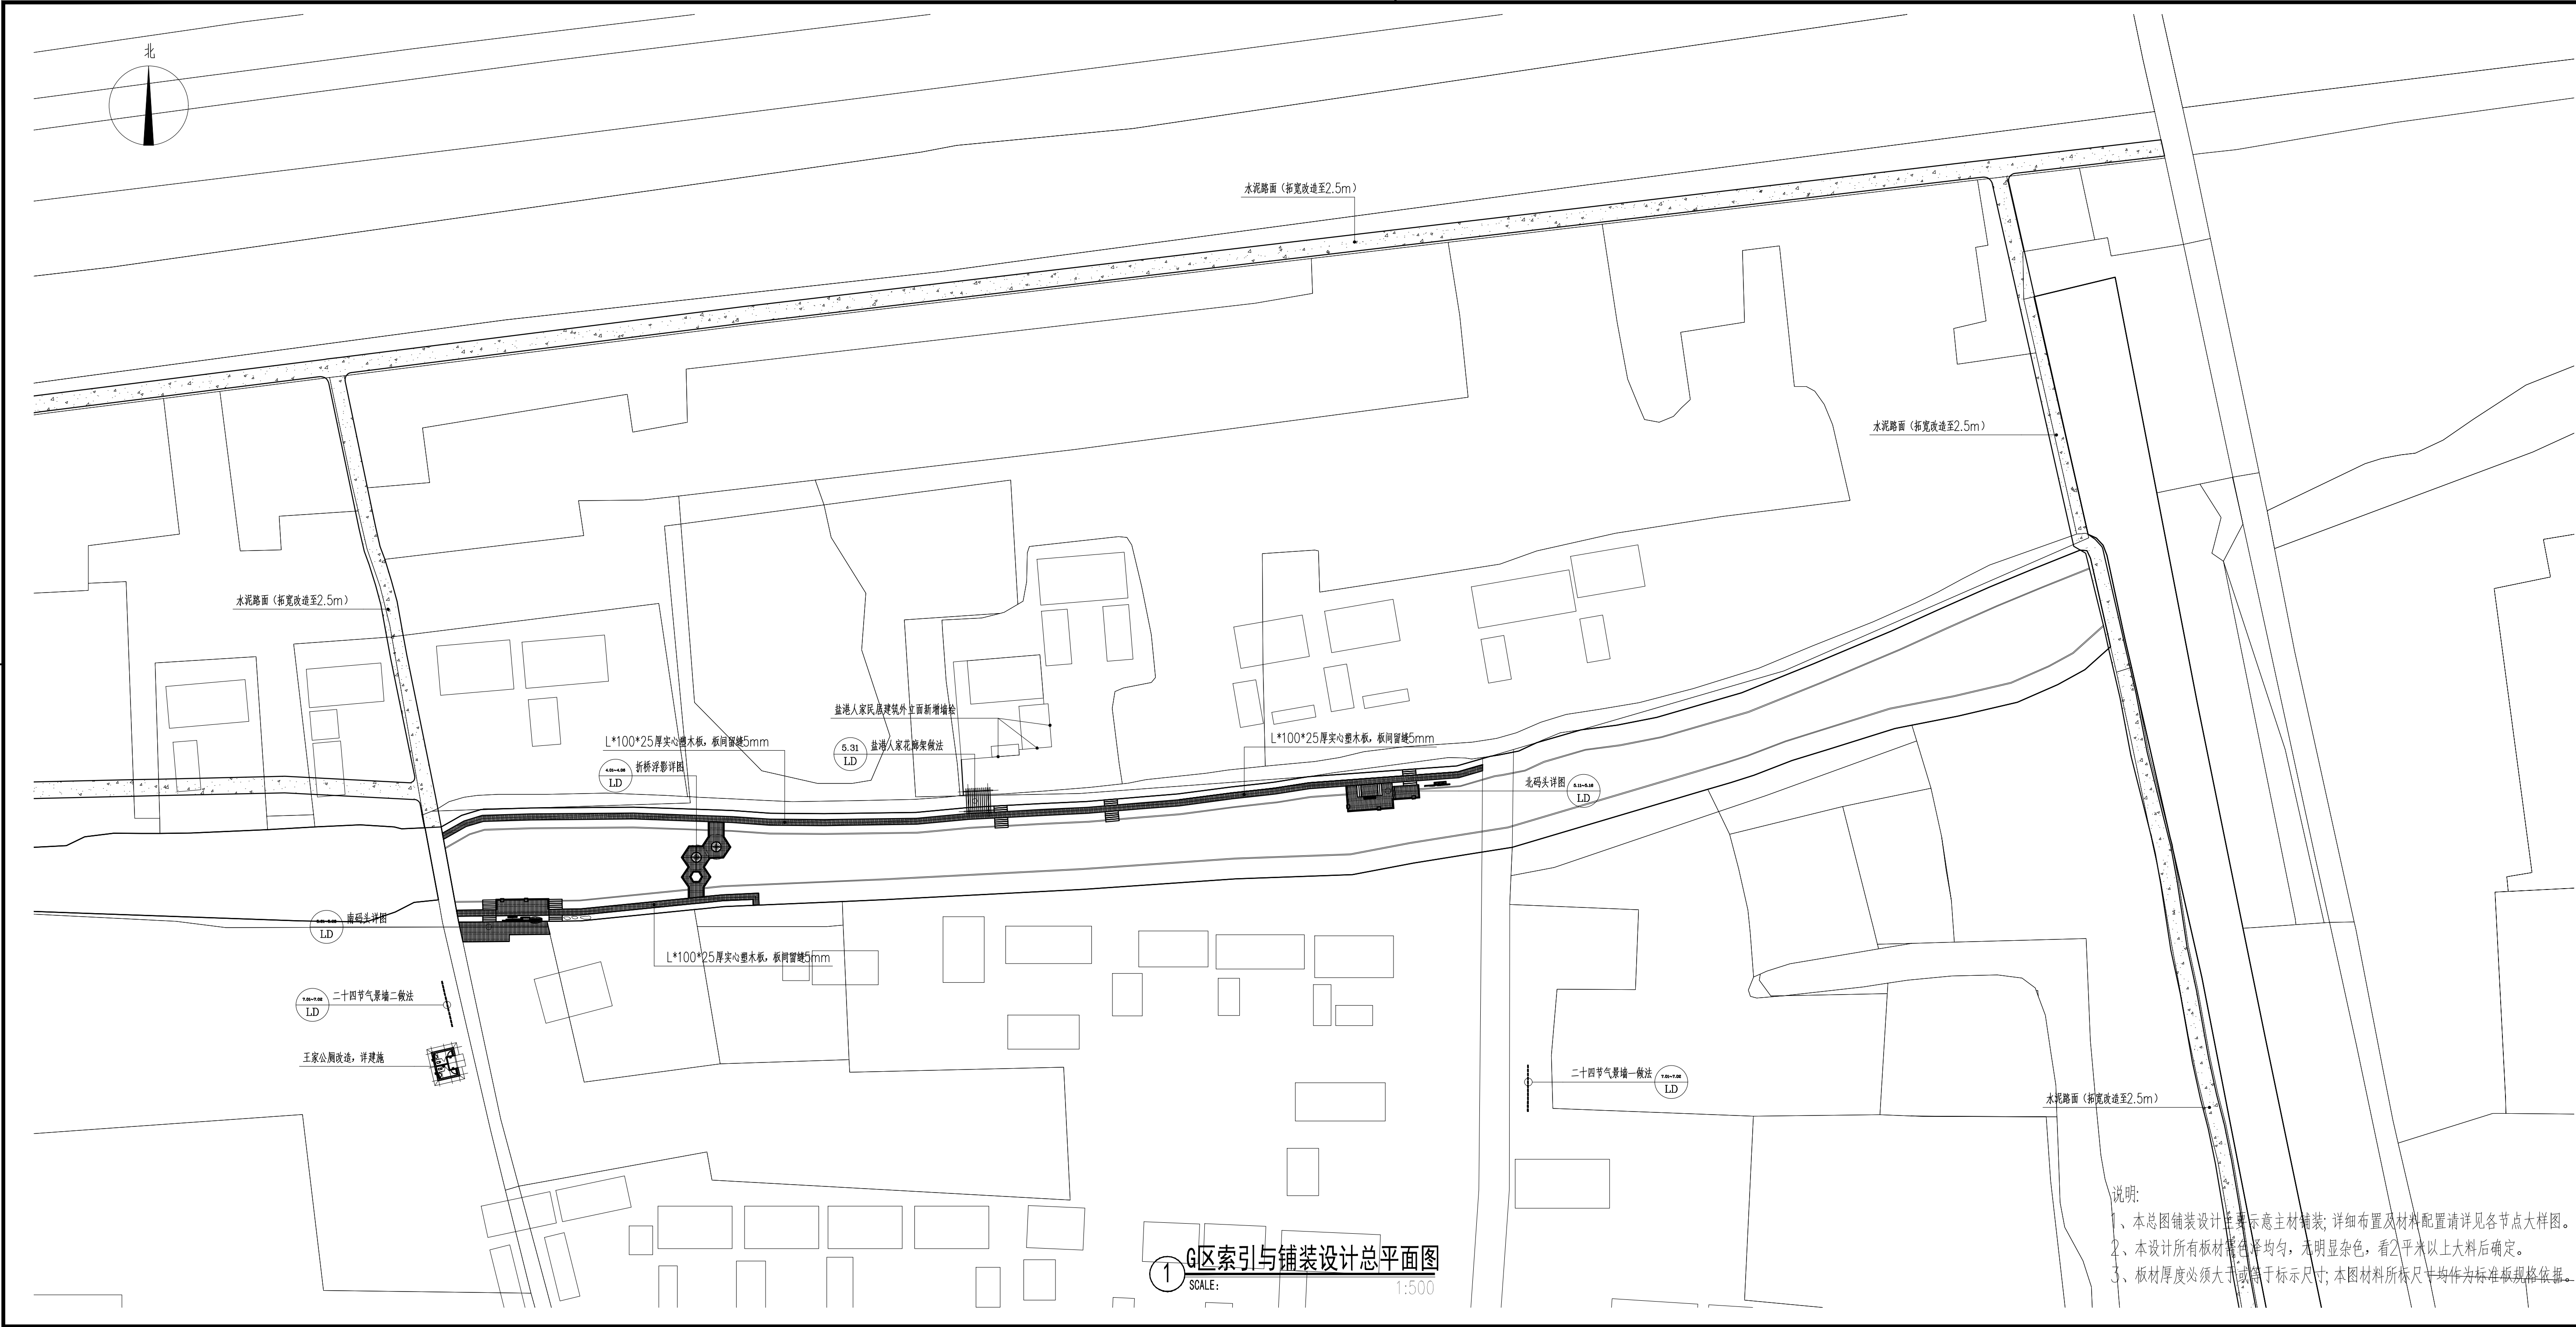 北
水泥路面（拓宽改造至2.5m）
水泥路面（拓宽改造至2.5m）
水泥路面（拓宽改造至2.5m）
盐港人家民居建筑外立面新增墙绘
L*100*25厚实心塑木板，板间留缝5mm
5.31
LD
盐港人家花廊架做法
L*100*25厚实心塑木板，板间留缝5mm
LD
折桥浮影详图
北码头详图
5.11~5.16
LD
南码头详图
LD
L*100*25厚实心塑木板，板间留缝5mm
7.01~7.02
LD
二十四节气景墙二做法
王家公厕改造，详建施
二十四节气景墙一做法
7.01~7.02
LD
水泥路面（拓宽改造至2.5m）
说明:
1、本总图铺装设计主要示意主材铺装; 详细布置及材料配置请详见各节点大样图。
2、本设计所有板材需色泽均匀，无明显杂色，看2平米以上大料后确定。
3、板材厚度必须大于或等于标示尺寸; 本图材料所标尺寸均作为标准板规格依据。
1
G区索引与铺装设计总平面图
SCALE:
1:500